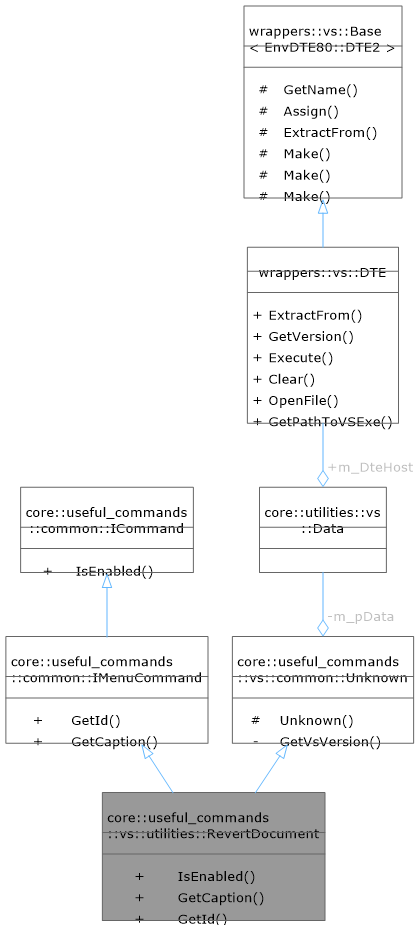 wrappers::vs::Base
< EnvDTE80::DTE2 >
# GetName()
# Assign()
# ExtractFrom()
# Make()
# Make()
# Make()
wrappers::vs::DTE
+ ExtractFrom()
+ GetVersion()
+ Execute()
+ Clear()
+ OpenFile()
+ GetPathToVSExe()
+m_DteHost
core::useful_commands
::common::ICommand
+ IsEnabled()
core::utilities::vs
::Data
-m_pData
core::useful_commands
::common::IMenuCommand
+ GetId()
+ GetCaption()
core::useful_commands
::vs::common::Unknown
# Unknown()
- GetVsVersion()
core::useful_commands
::vs::utilities::RevertDocument
+ IsEnabled()
+ GetCaption()
+ GetId()